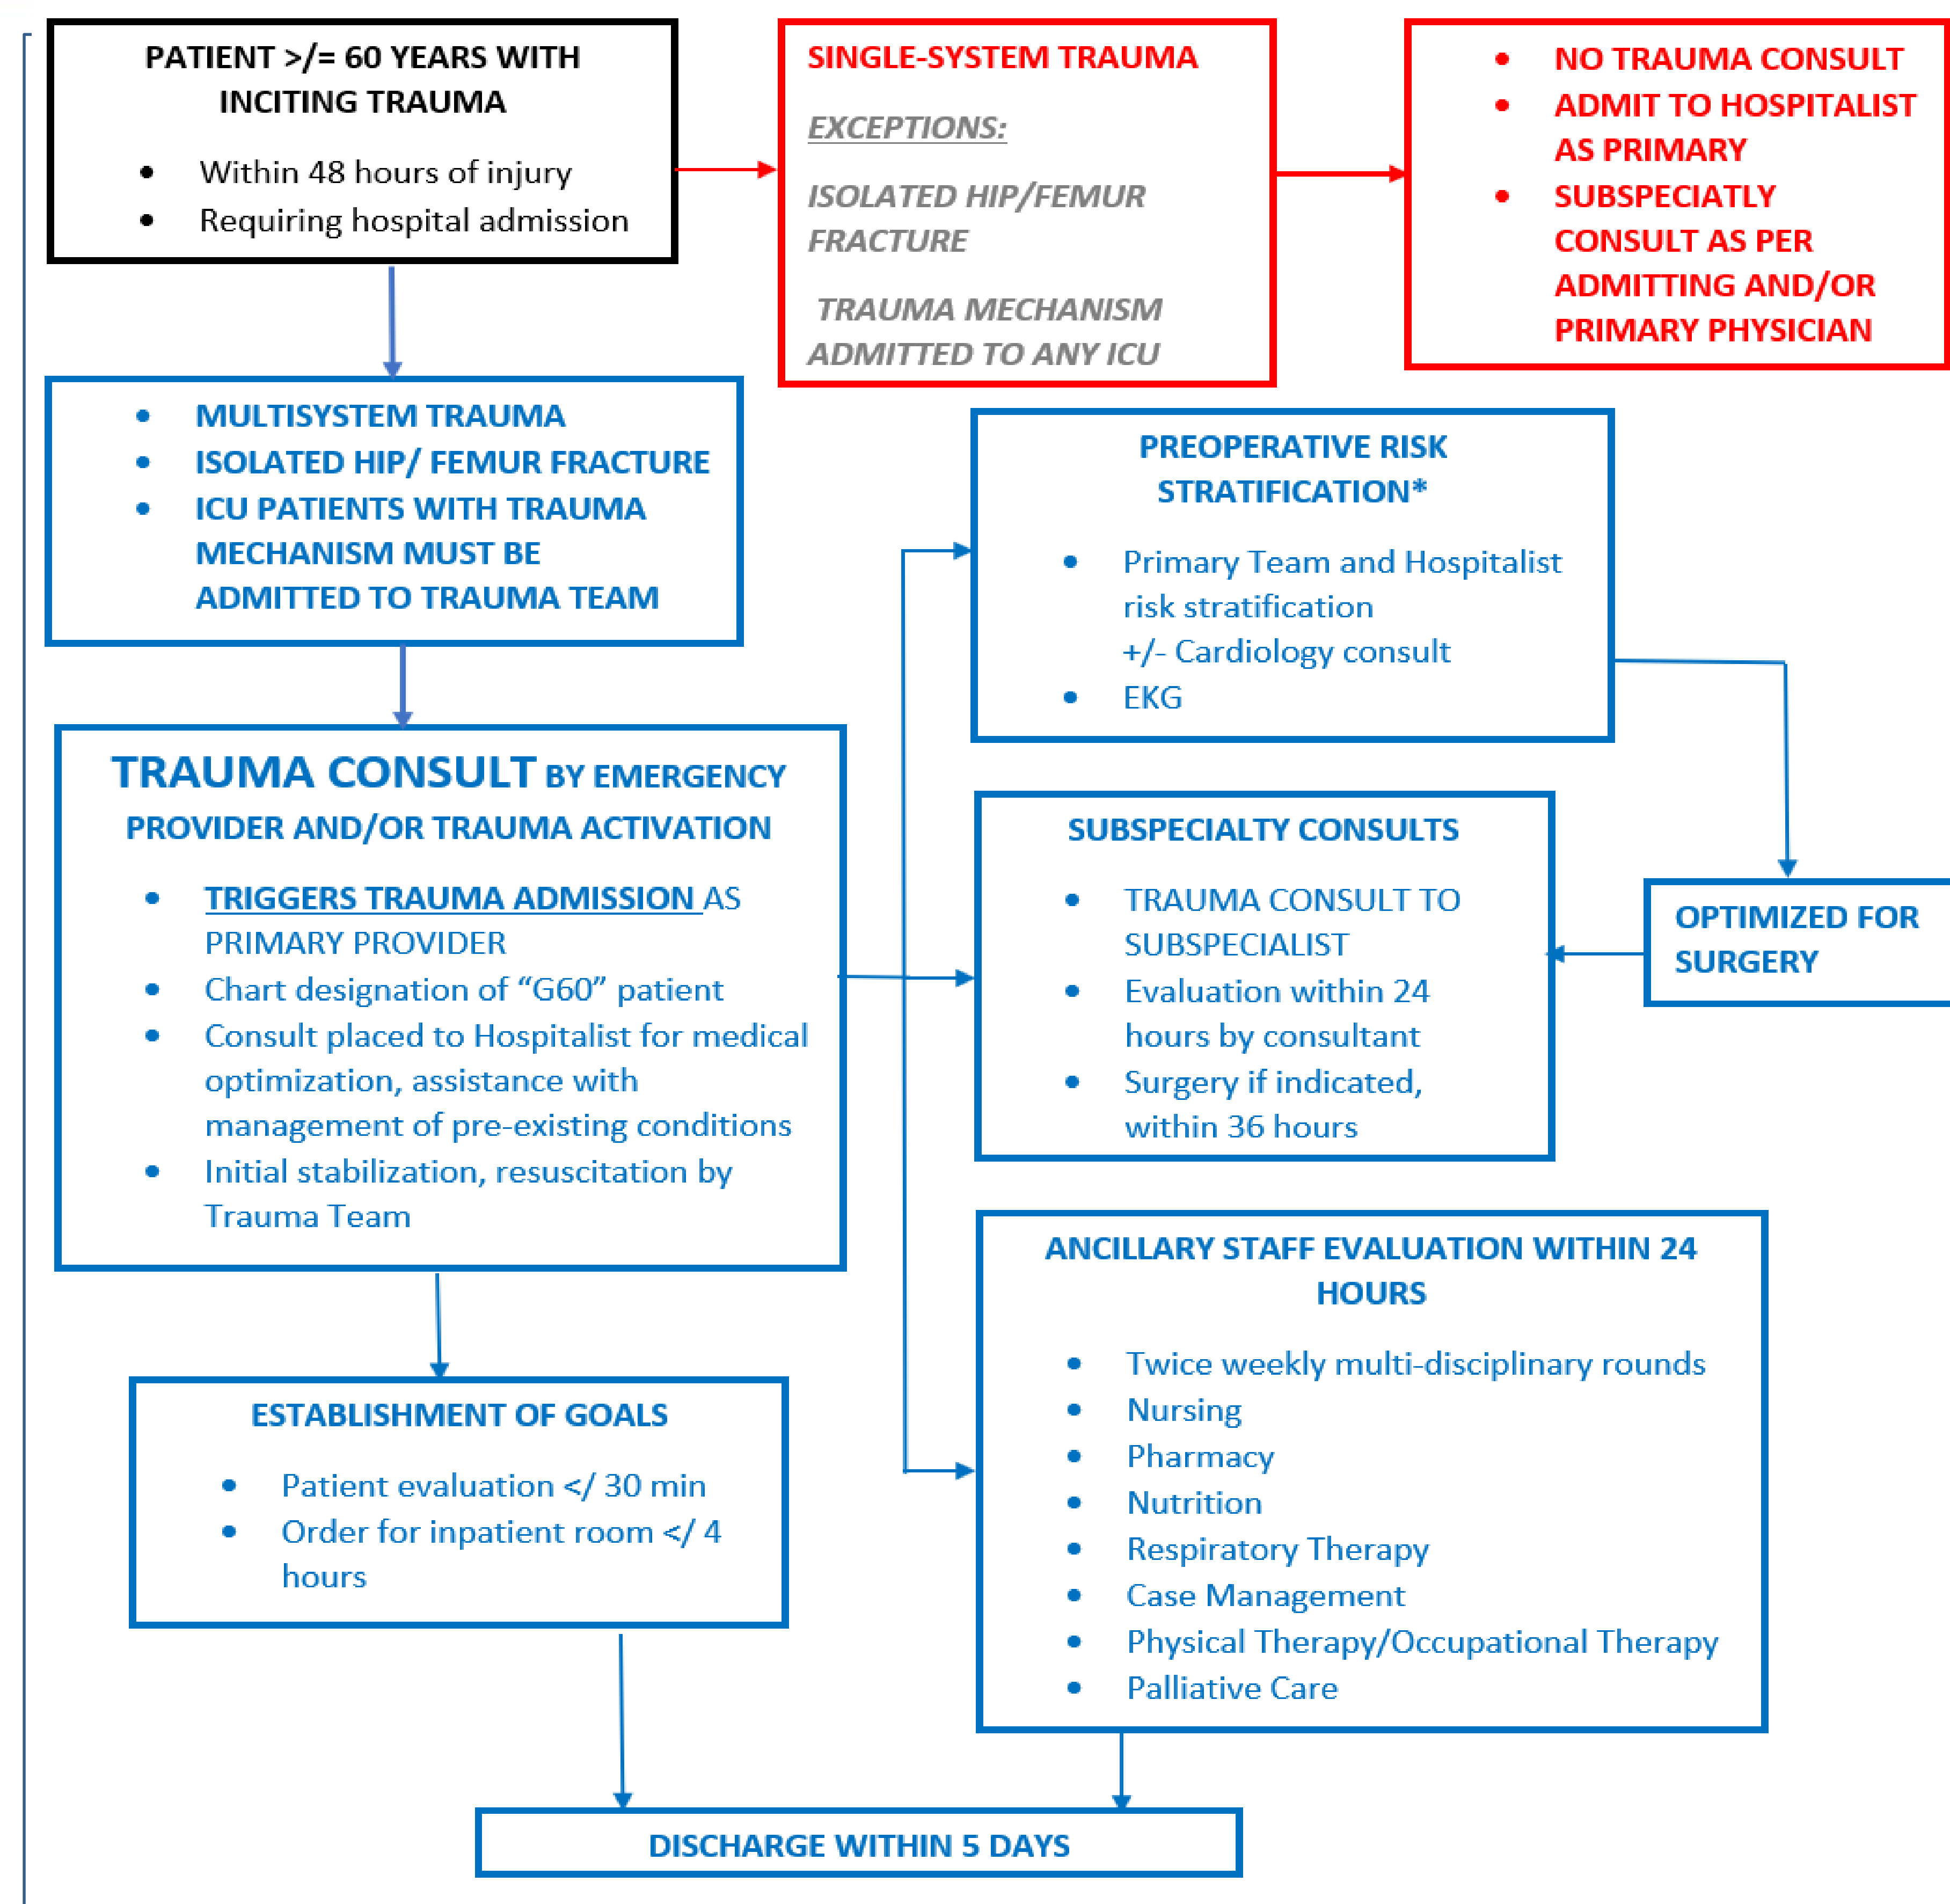 PATIENT >/= 60 YEARS WITH
INCITING TRAUMA
• Within 48 hours of injury
• Requiring hospital admission
SINGLE-SYSTEM TRAUMA
EXCEPTIONS:
ISOLATED HIP/FEMUR
FRACTURE
TRAUMA MECHANISM
ADMITTED TO ANY ICU
• NO TRAUMA CONSULT
• ADMIT TO HOSPITALIST
AS PRIMARY
• SUBSPECIATLY
CONSULT AS PER
ADMITTING AND/OR
PRIMARY PHYSICIAN
• MULTISYSTEM TRAUMA
• ISOLATED HIP/ FEMUR FRACTURE
• ICU PATIENTS WITH TRAUMA
MECHANISM MUST BE
ADMITTED TO TRAUMA TEAM
PREOPERATIVE RISK
STRATIFICATION*
• Primary Team and Hospitalist
risk stratification
+/- Cardiology consult
• EKG
TRAUMA CONSULT BY EMERGENCY
PROVIDER AND/OR TRAUMA ACTIVATION
• TRIGGERS TRAUMA ADMISSION AS
PRIMARY PROVIDER
• Chart designation of “G60” patient
• Consult placed to Hospitalist for medical
optimization, assistance with
management of pre-existing conditions
• Initial stabilization, resuscitation by
Trauma Team
SUBSPECIALTY CONSULTS
• TRAUMA CONSULT TO
SUBSPECIALIST
• Evaluation within 24
hours by consultant
• Surgery if indicated,
within 36 hours
OPTIMIZED FOR
SURGERY
ANCILLARY STAFF EVALUATION WITHIN 24
HOURS
• Twice weekly multi-disciplinary rounds
• Nursing
• Pharmacy
• Nutrition
• Respiratory Therapy
• Case Management
• Physical Therapy/Occupational Therapy
• Palliative Care
ESTABLISHMENT OF GOALS
• Patient evaluation </ 30 min
• Order for inpatient room </ 4
hours
DISCHARGE WITHIN 5 DAYS